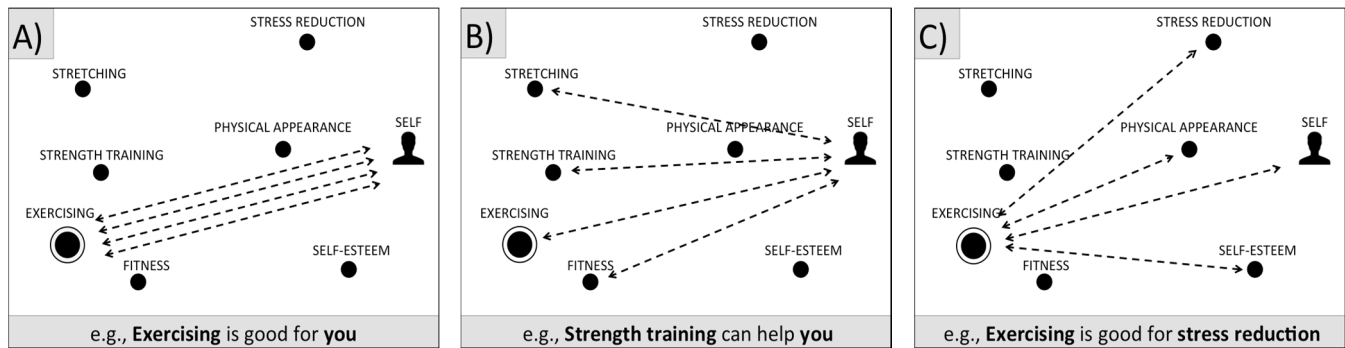 A)
STRESS REDUCTION
STRETCHING
SELF
PHYSICAL APPEARANCE
STRENGTH TRAINING
EXERCISING
SELF-ESTEEM
FITNESS
e.g., Exercising is good for you
B)
STRESS REDUCTION
STRETCHING
SELF
PHYSICAL APPEARANCE
STRENGTH TRAINING
EXERCISING
SELF-ESTEEM
FITNESS
e.g., Strength training can help you
C)
STRESS REDUCTION
STRETCHING
SELF
PHYSICAL APPEARANCE
STRENGTH TRAINING
EXERCISING
SELF-ESTEEM
FITNESS
e.g., Exercising is good for stress reduction